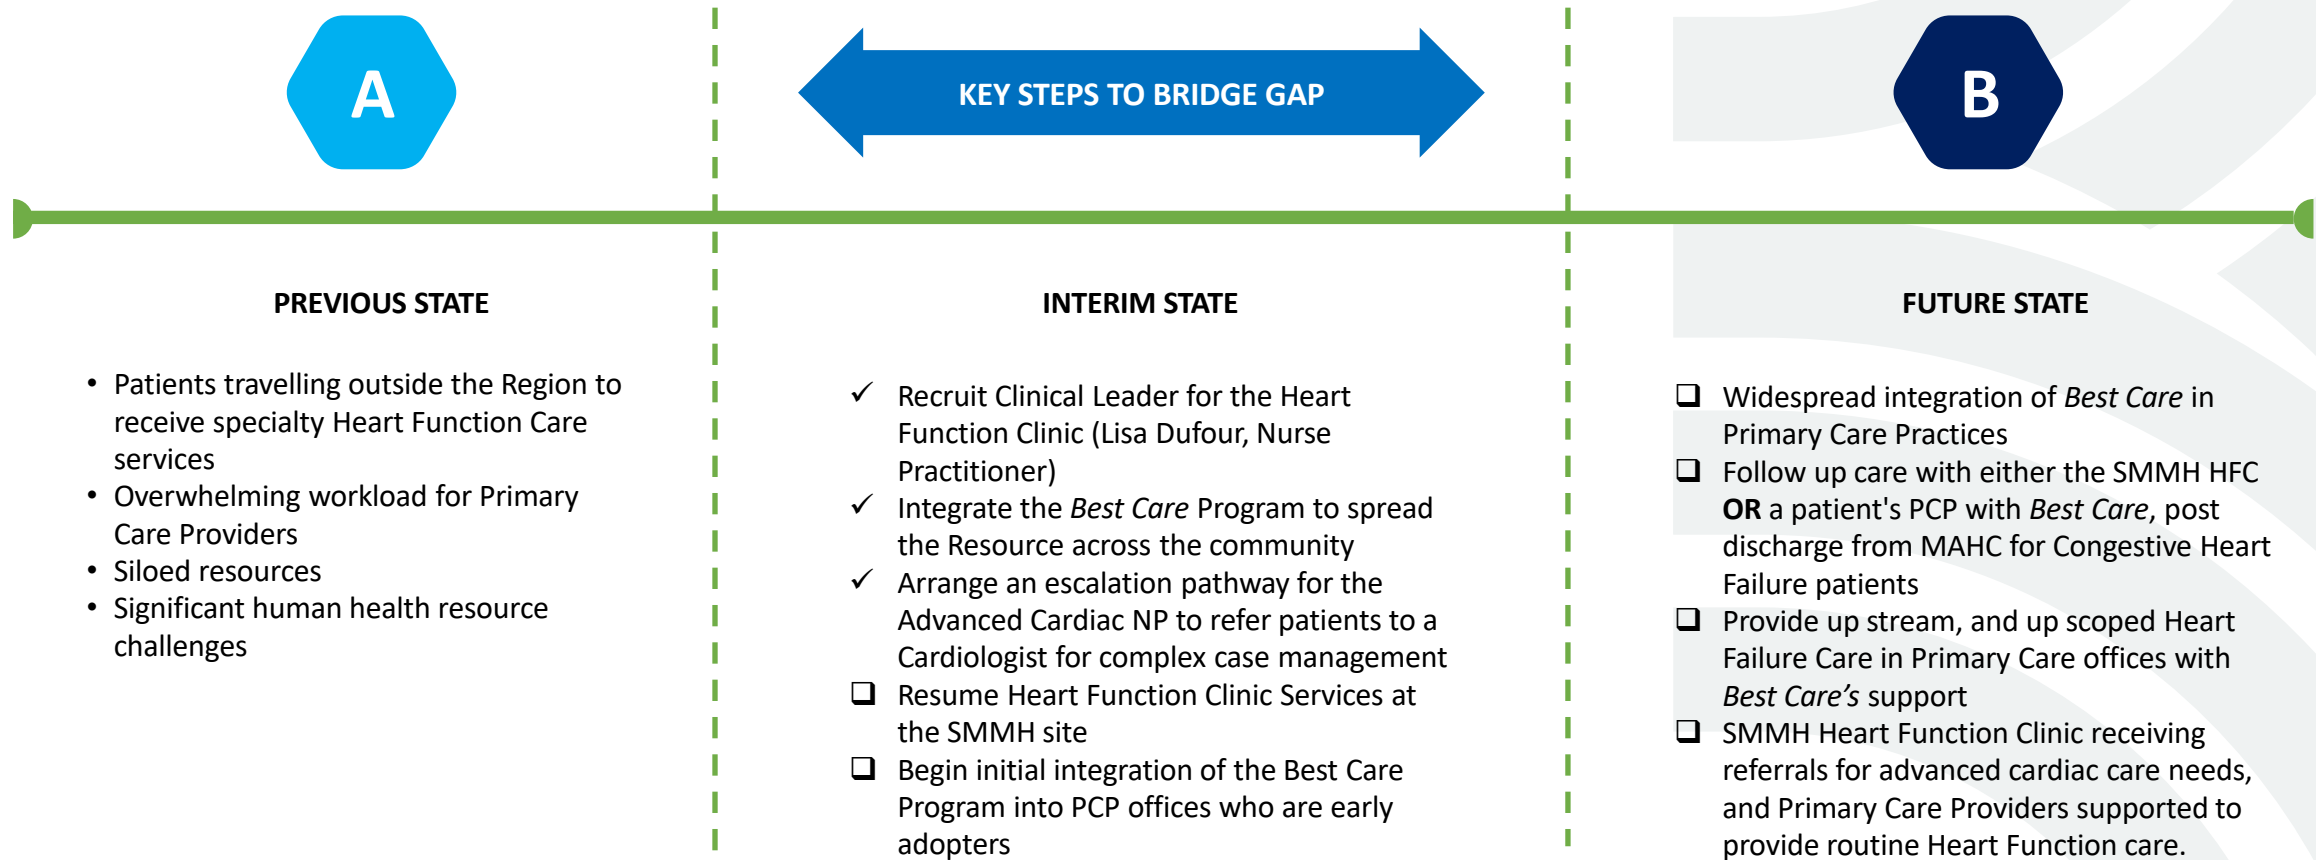 A
KEY STEPS TO BRIDGE GAP
B
PREVIOUS STATE
• Patients travelling outside the Region to
receive specialty Heart Function Care
services
• Overwhelming workload for Primary
Care Providers
• Siloed resources
• Significant human health resource
challenges
INTERIM STATE
✓ Recruit Clinical Leader for the Heart
Function Clinic (Lisa Dufour, Nurse
Practitioner)
✓ Integrate the Best Care Program to spread
the Resource across the community
✓ Arrange an escalation pathway for the
Advanced Cardiac NP to refer patients to a
Cardiologist for complex case management
❑ Resume Heart Function Clinic Services at
the SMMH site
❑ Begin initial integration of the Best Care
Program into PCP offices who are early
adopters
FUTURE STATE
❑ Widespread integration of Best Care in
Primary Care Practices
❑ Follow up care with either the SMMH HFC
OR a patient's PCP with Best Care, post
discharge from MAHC for Congestive Heart
Failure patients
❑ Provide up stream, and up scoped Heart
Failure Care in Primary Care offices with
Best Care’s support
❑ SMMH Heart Function Clinic receiving
referrals for advanced cardiac care needs,
and Primary Care Providers supported to
provide routine Heart Function care.